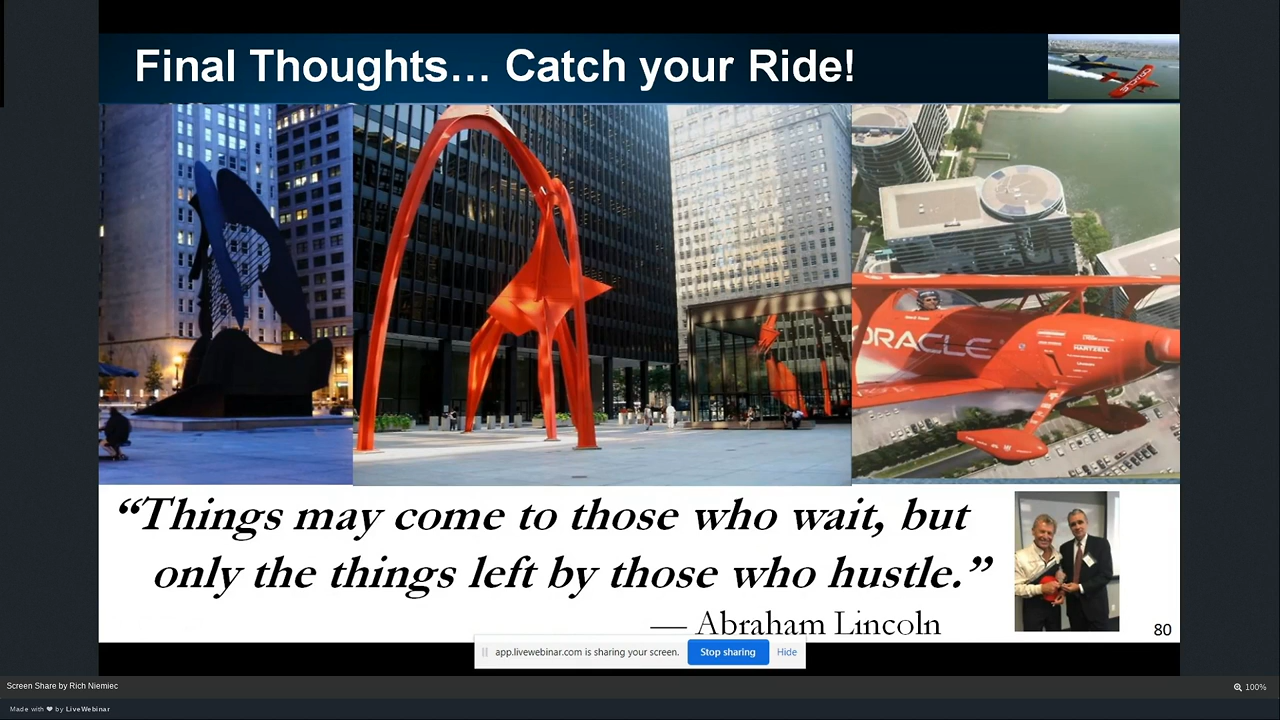 Final Thoughts… Catch your Ride!
ORACLE
HARTZELL
“Things may come to those who wait, but
only the things left by those who hustle.”
— Abraham Lincoln
80
app.livewebinar.com is sharing your screen.
Stop sharing
Hide
Screen Share by Rich Niemiec
100%
Made with ❤ by LiveWebinar